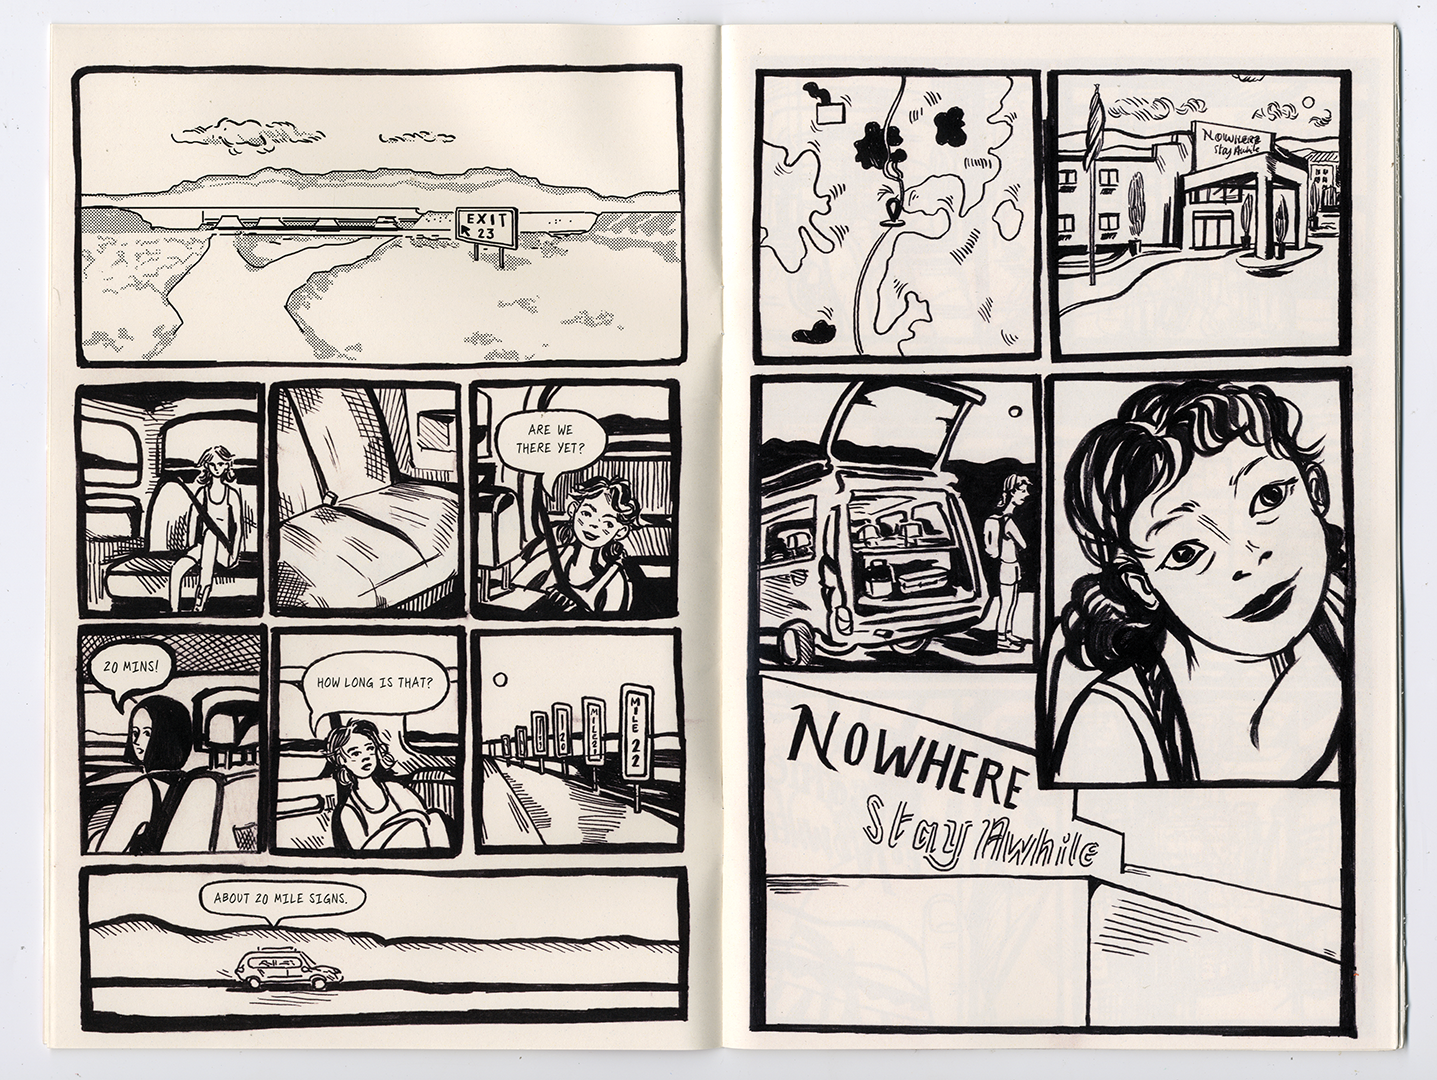 EXIT
23
ARE WE
THERE YET?
20 MINS!
HOW LONG IS THAT?
MILE 21
MILE 22
ABOUT 20 MILE SIGNS.
NOWHERE
Stay Awhile
NOWHERE
Stay Awhile